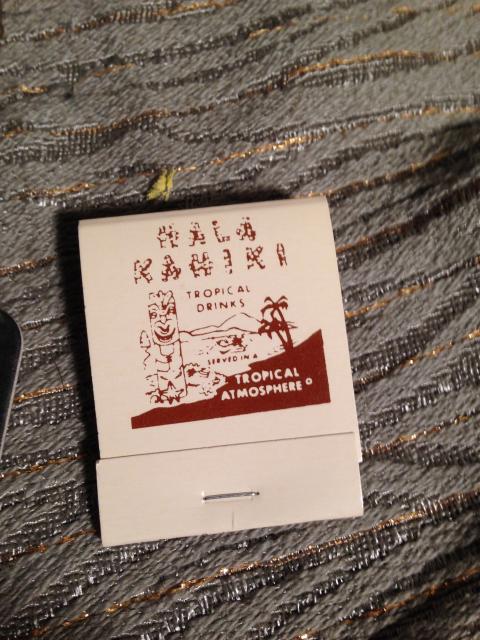 HALA
KAHIKI
TROPICAL
DRINKS
SERVED IN A
TROPICAL
ATMOSPHERE